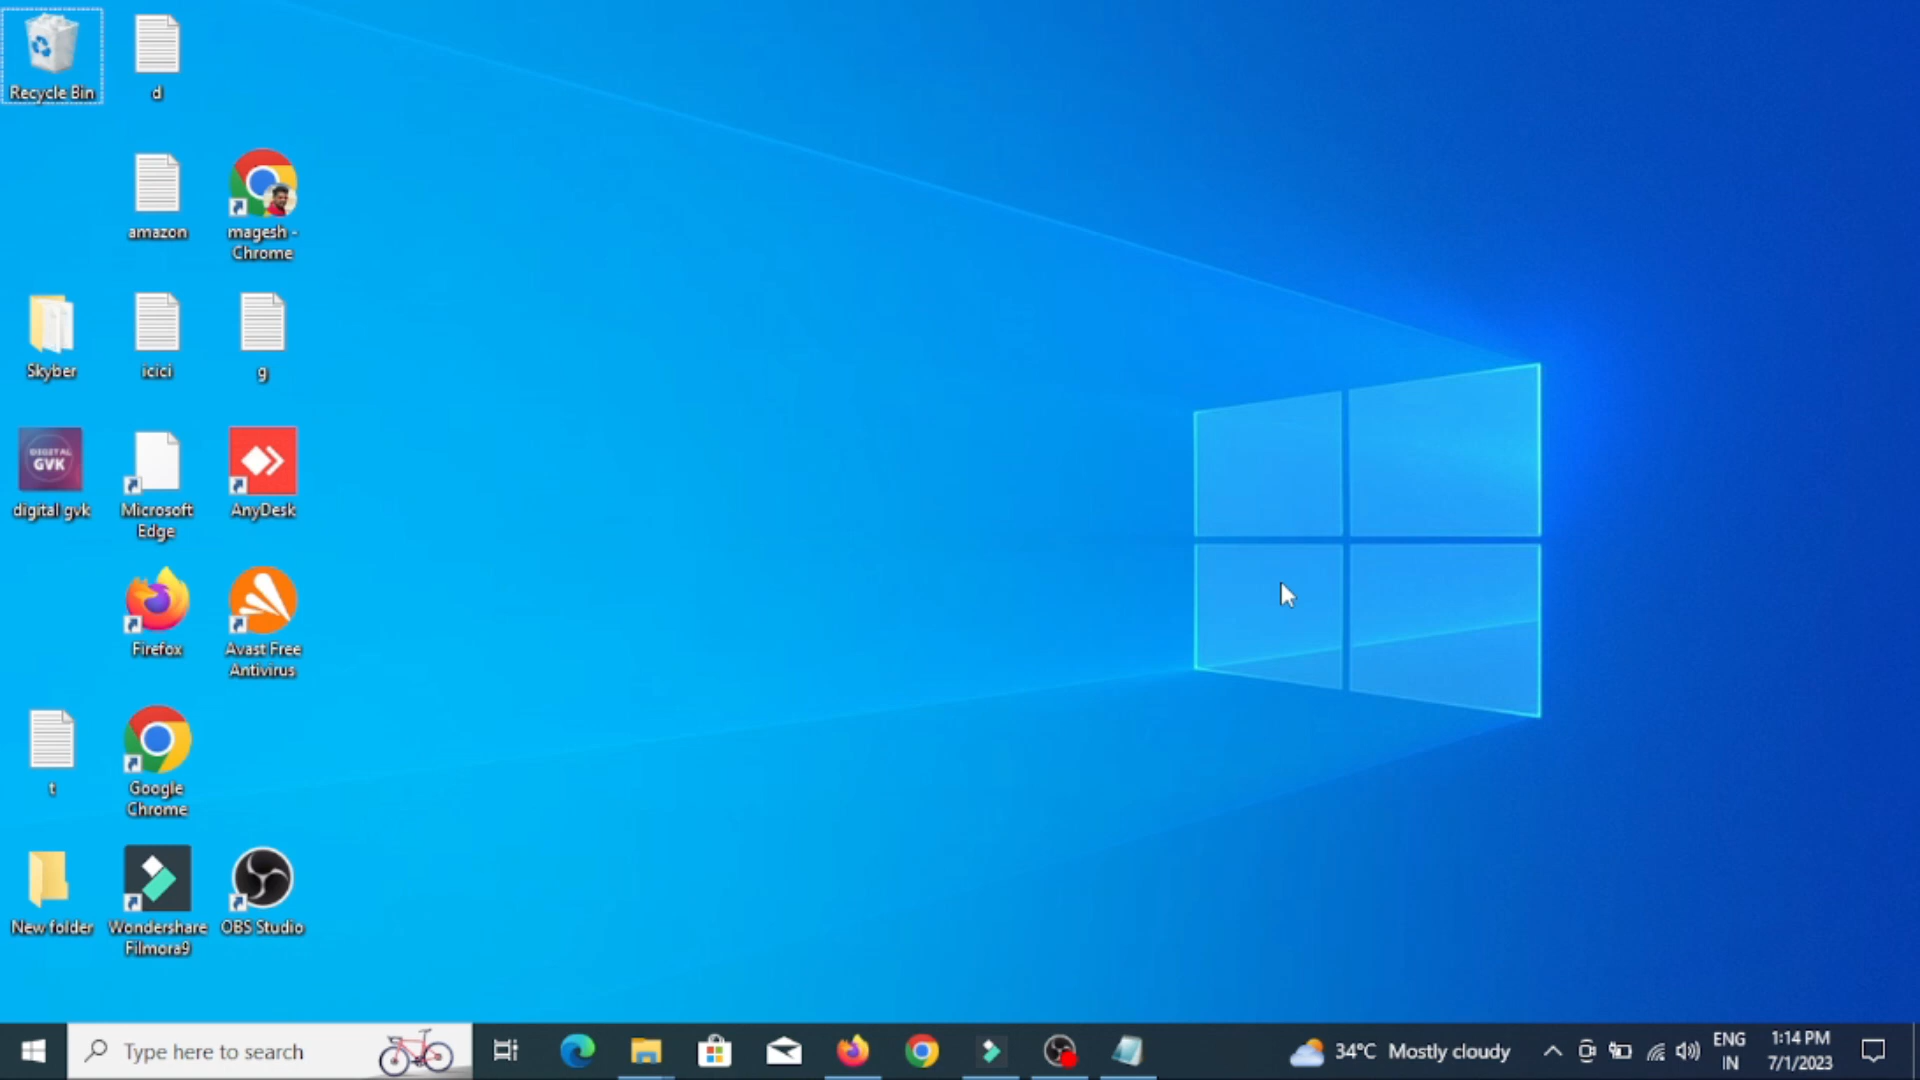 Recycle Bin
d
amazon
magesh -
Chrome
Skyber
icici
g
DIGITAL
GVK
digital gvk
Microsoft
Edge
AnyDesk
Firefox
Avast Free
Antivirus
t
Google
Chrome
New folder
Wondershare
Filmora9
OBS Studio
Type here to search
34°C Mostly cloudy
ENG
IN
1:14 PM
7/1/2023